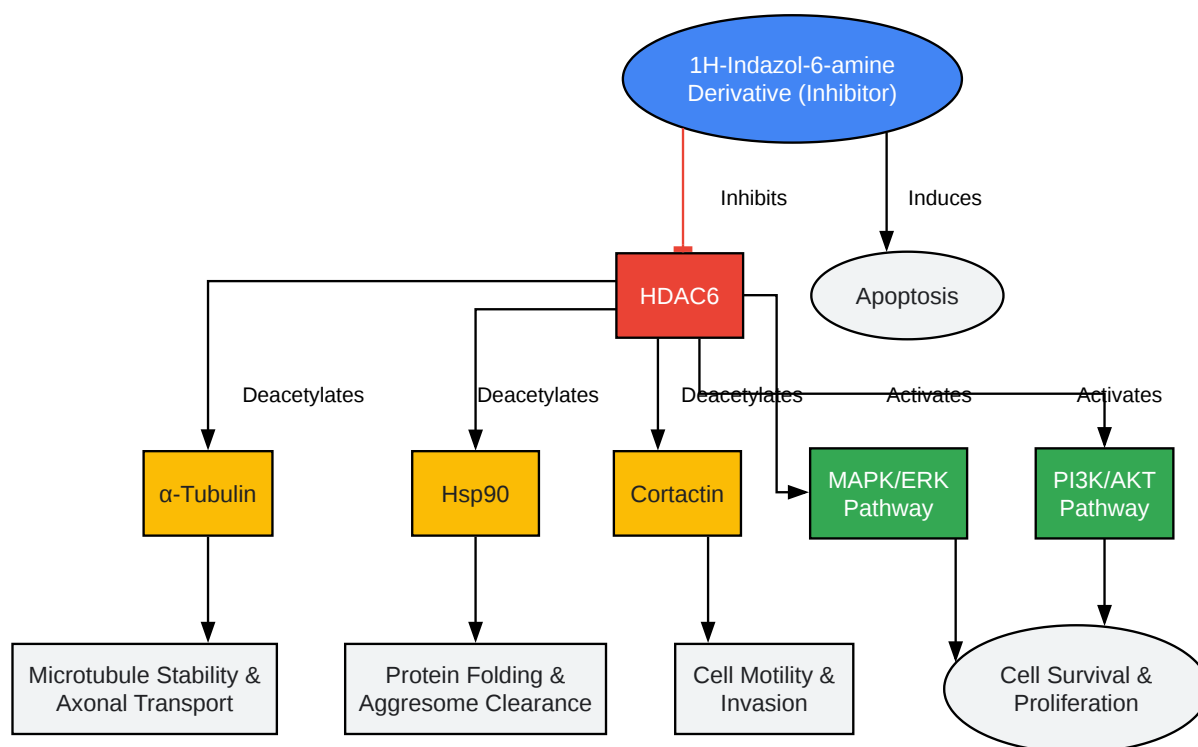 1H-Indazol-6-amine
Derivative (Inhibitor)
Inhibits
Induces
HDAC6
Apoptosis
Deacetylates
Deacetylates
Deacetylates
Activates
Activates
α-Tubulin
Hsp90
Cortactin
MAPK/ERK
Pathway
PI3K/AKT
Pathway
Microtubule Stability &
Axonal Transport
Protein Folding &
Aggresome Clearance
Cell Motility &
Invasion
Cell Survival &
Proliferation